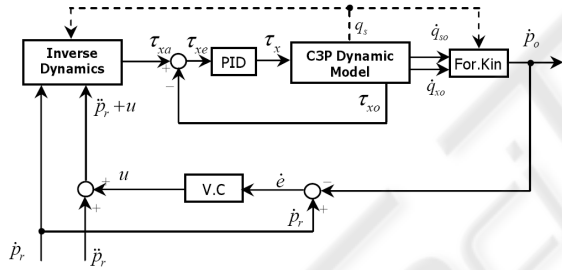 q_s
q̇_so
ṗ_o
Inverse Dynamics
τ_xa
+
−
τ_xe
PID
τ_x
C3P Dynamic Model
q̇_xo
For.Kin
τ_xo
p̈_r + u
u
V.C
ė
−
+
ṗ_r
+
+
ṗ_r
p̈_r